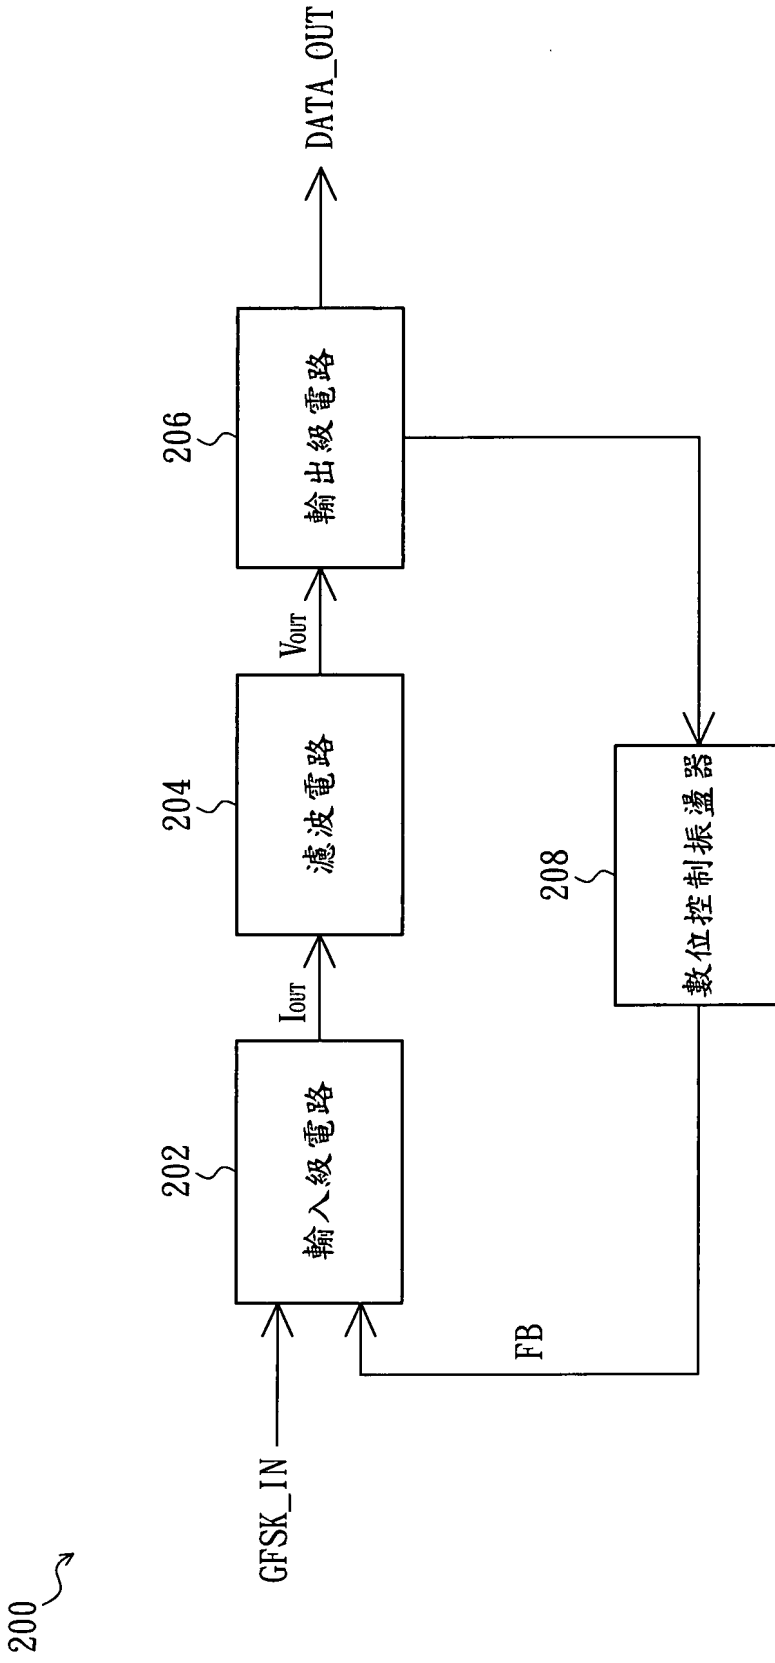 200
GFSK_IN
202
輸入級電路
IOUT
204
濾波電路
VOUT
206
輸出級電路
DATA_OUT
FB
208
數位控制振盪器